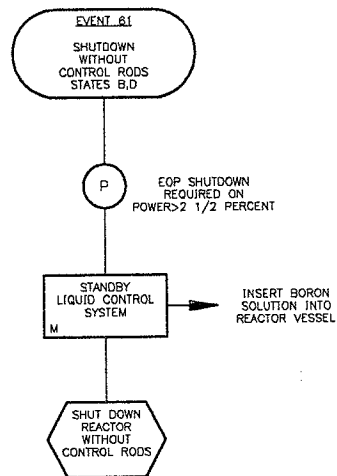 EVENT 61
SHUTDOWN
WITHOUT
CONTROL RODS
STATES B,D
P
EOP SHUTDOWN
REQUIRED ON
POWER>2 1/2 PERCENT
STANDBY
LIQUID CONTROL
SYSTEM
M
INSERT BORON
SOLUTION INTO
REACTOR VESSEL
SHUT DOWN
REACTOR
WITHOUT
CONTROL RODS